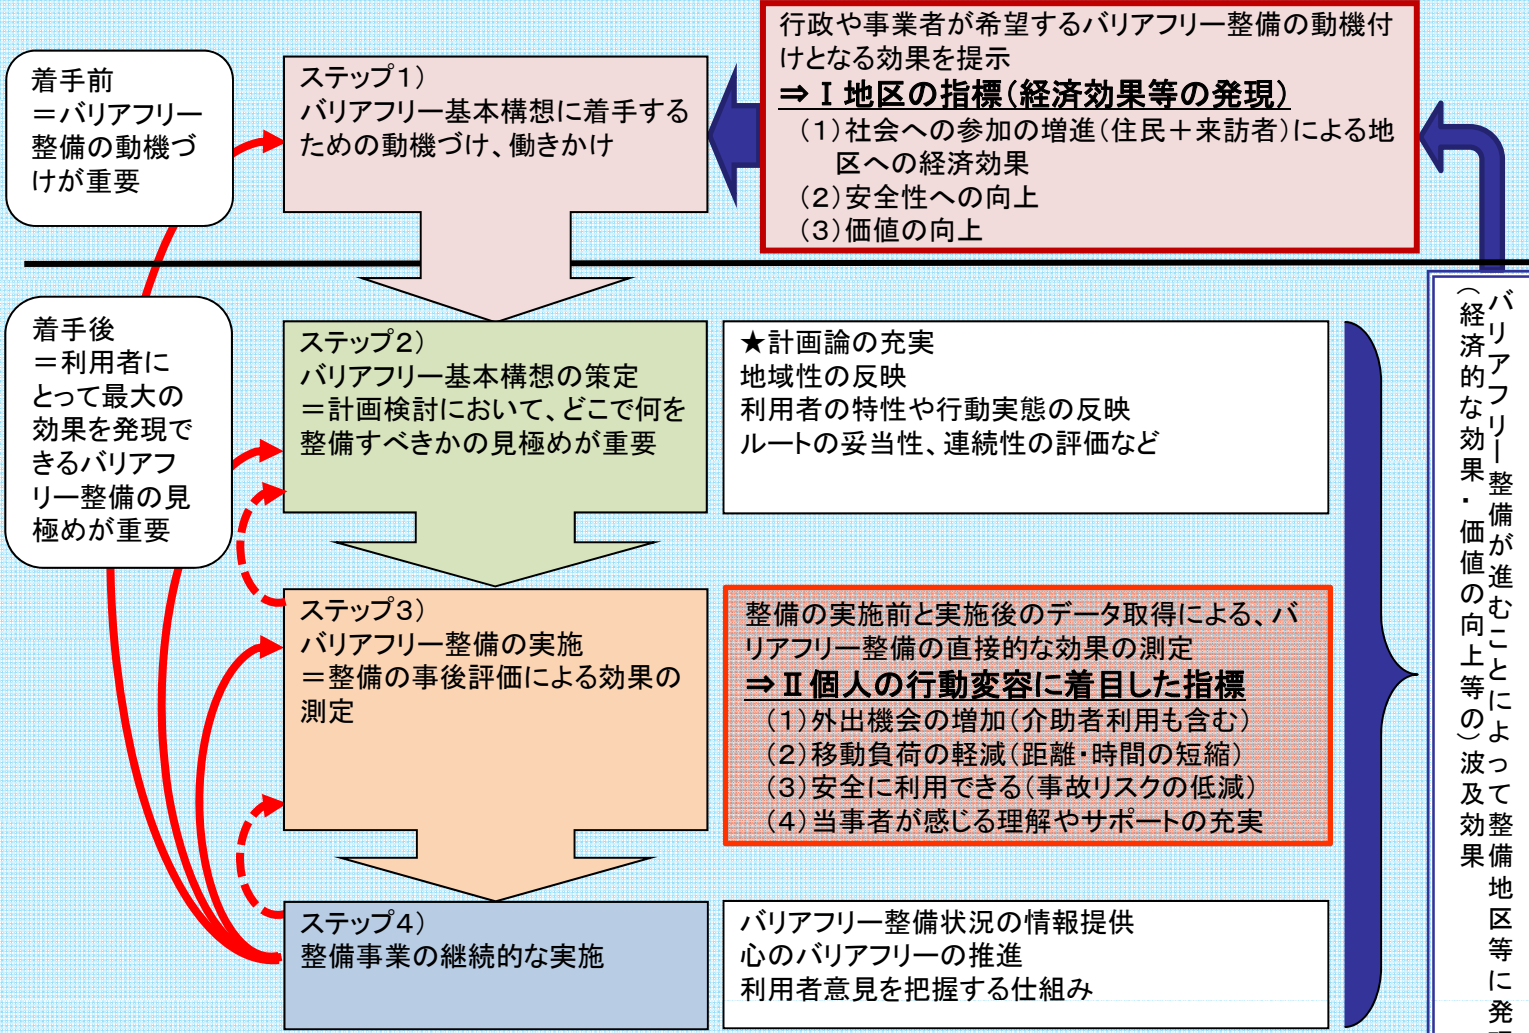 着手前
＝バリアフリー
整備の動機づ
けが重要
ステップ1）
バリアフリー基本構想に着手する
ための動機づけ、働きかけ
行政や事業者が希望するバリアフリー整備の動機付
けとなる効果を提示
⇒Ⅰ地区の指標（経済効果等の発現）
（1）社会への参加の増進（住民＋来訪者）による地
区への経済効果
（2）安全性への向上
（3）価値の向上
着手後
＝利用者に
とって最大の
効果を発現で
きるバリアフ
リー整備の見
極めが重要
ステップ2）
バリアフリー基本構想の策定
＝計画検討において、どこで何を
整備すべきかの見極めが重要
★計画論の充実
地域性の反映
利用者の特性や行動実態の反映
ルートの妥当性、連続性の評価など
ステップ3）
バリアフリー整備の実施
＝整備の事後評価による効果の
測定
整備の実施前と実施後のデータ取得による、バ
リアフリー整備の直接的な効果の測定
⇒Ⅱ個人の行動変容に着目した指標
（1）外出機会の増加（介助者利用も含む）
（2）移動負荷の軽減（距離・時間の短縮）
（3）安全に利用できる（事故リスクの低減）
（4）当事者が感じる理解やサポートの充実
ステップ4）
整備事業の継続的な実施
バリアフリー整備状況の情報提供
心のバリアフリーの推進
利用者意見を把握する仕組み
バリアフリー整備が進むことによって整備地区等に発
（経済的な効果・価値の向上等の）波及効果